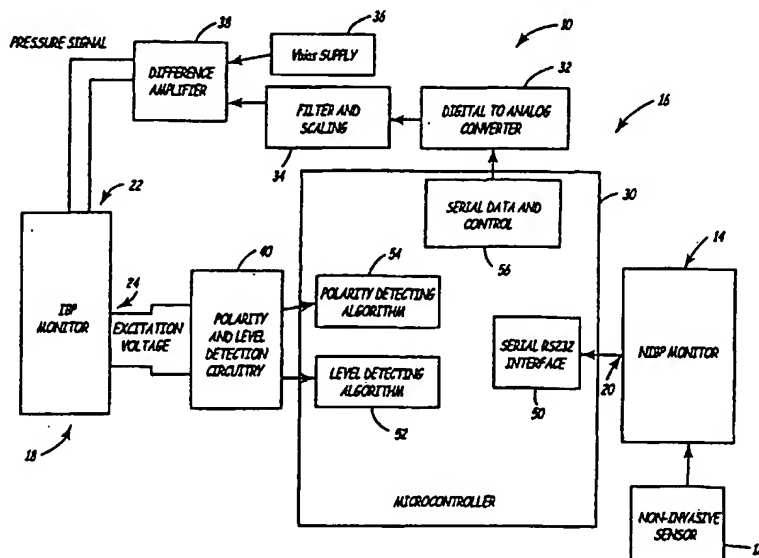 38
36
10
PRESSURE SIGNAL
DIFFERENCE
AMPLIFIER
Vbias SUPPLY
32
FILTER AND
SCALING
DIGITAL TO ANALOG
CONVERTER
16
34
22
30
SERIAL DATA AND
CONTROL
56
40
54
14
24
IBP
MONITOR
EXCITATION
VOLTAGE
POLARITY
AND LEVEL
DETECTION
CIRCUITRY
POLARITY DETECTING
ALGORITHM
SERIAL RS232
INTERFACE
NIBP MONITOR
LEVEL DETECTING
ALGORITHM
20
50
52
18
MICROCONTROLLER
NON-INVASIVE
SENSOR